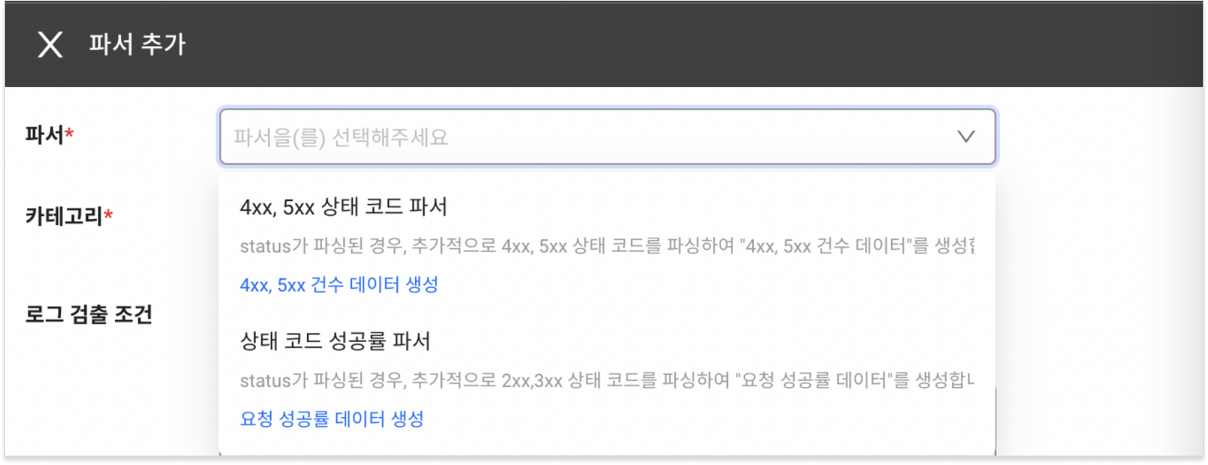 파서 추가
파서*
파서을(를) 선택해주세요
카테고리*
로그 검출 조건
4xx, 5xx 상태 코드 파서
status가 파싱된 경우, 추가적으로 4xx, 5xx 상태 코드를 파싱하여 "4xx, 5xx 건수 데이터"를
4xx, 5xx 건수 데이터 생성
상태 코드 성공률 파서
status가 파싱된 경우, 추가적으로 2xx,3xx 상태 코드를 파싱하여 "요청 성공률 데이터"를
요청 성공률 데이터 생성